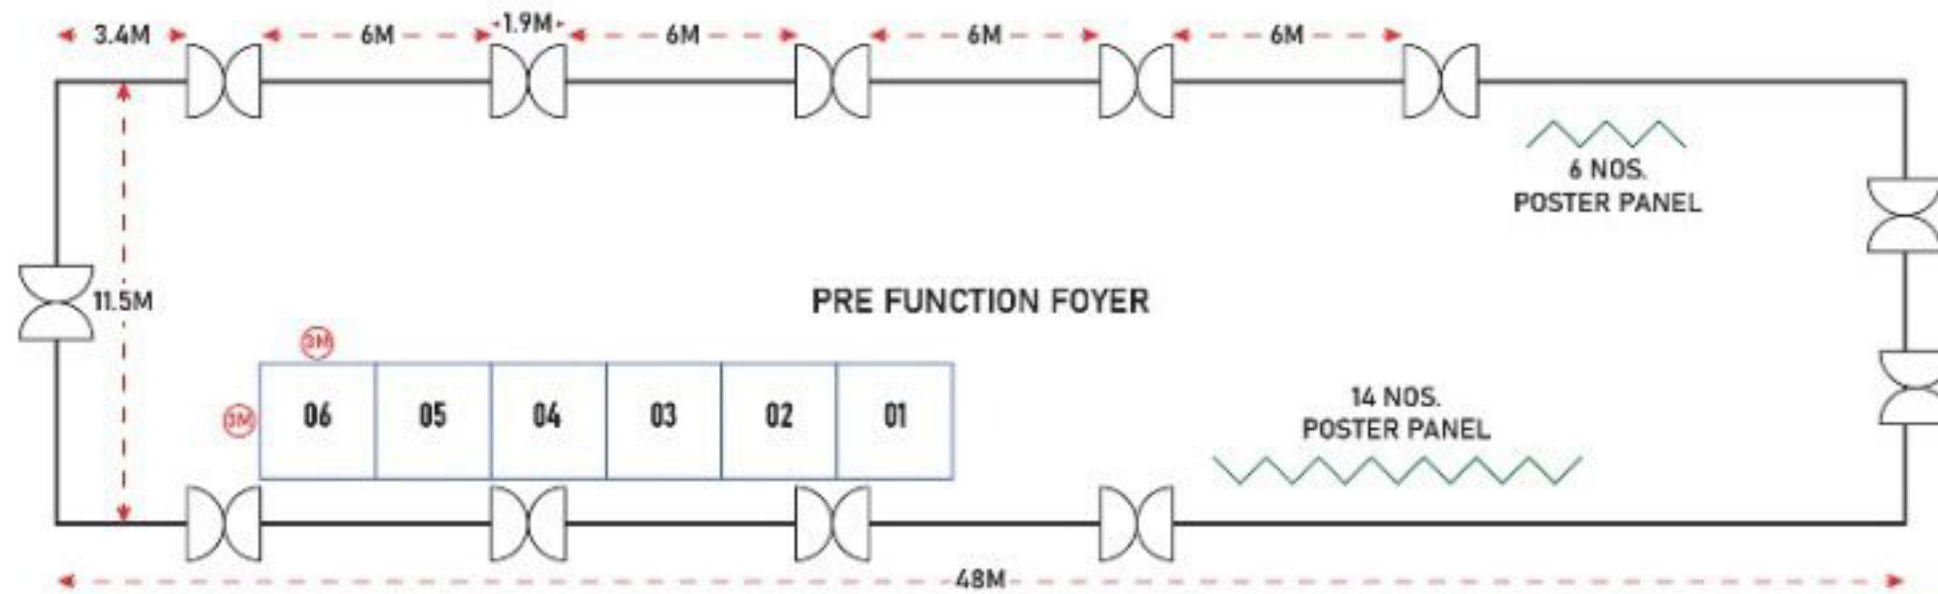 3.4M
6M
1.9M
6M
6M
6M
6 NOS.
POSTER PANEL
11.5M
PRE FUNCTION FOYER
3M
3M
06
05
04
03
02
01
14 NOS.
POSTER PANEL
48M